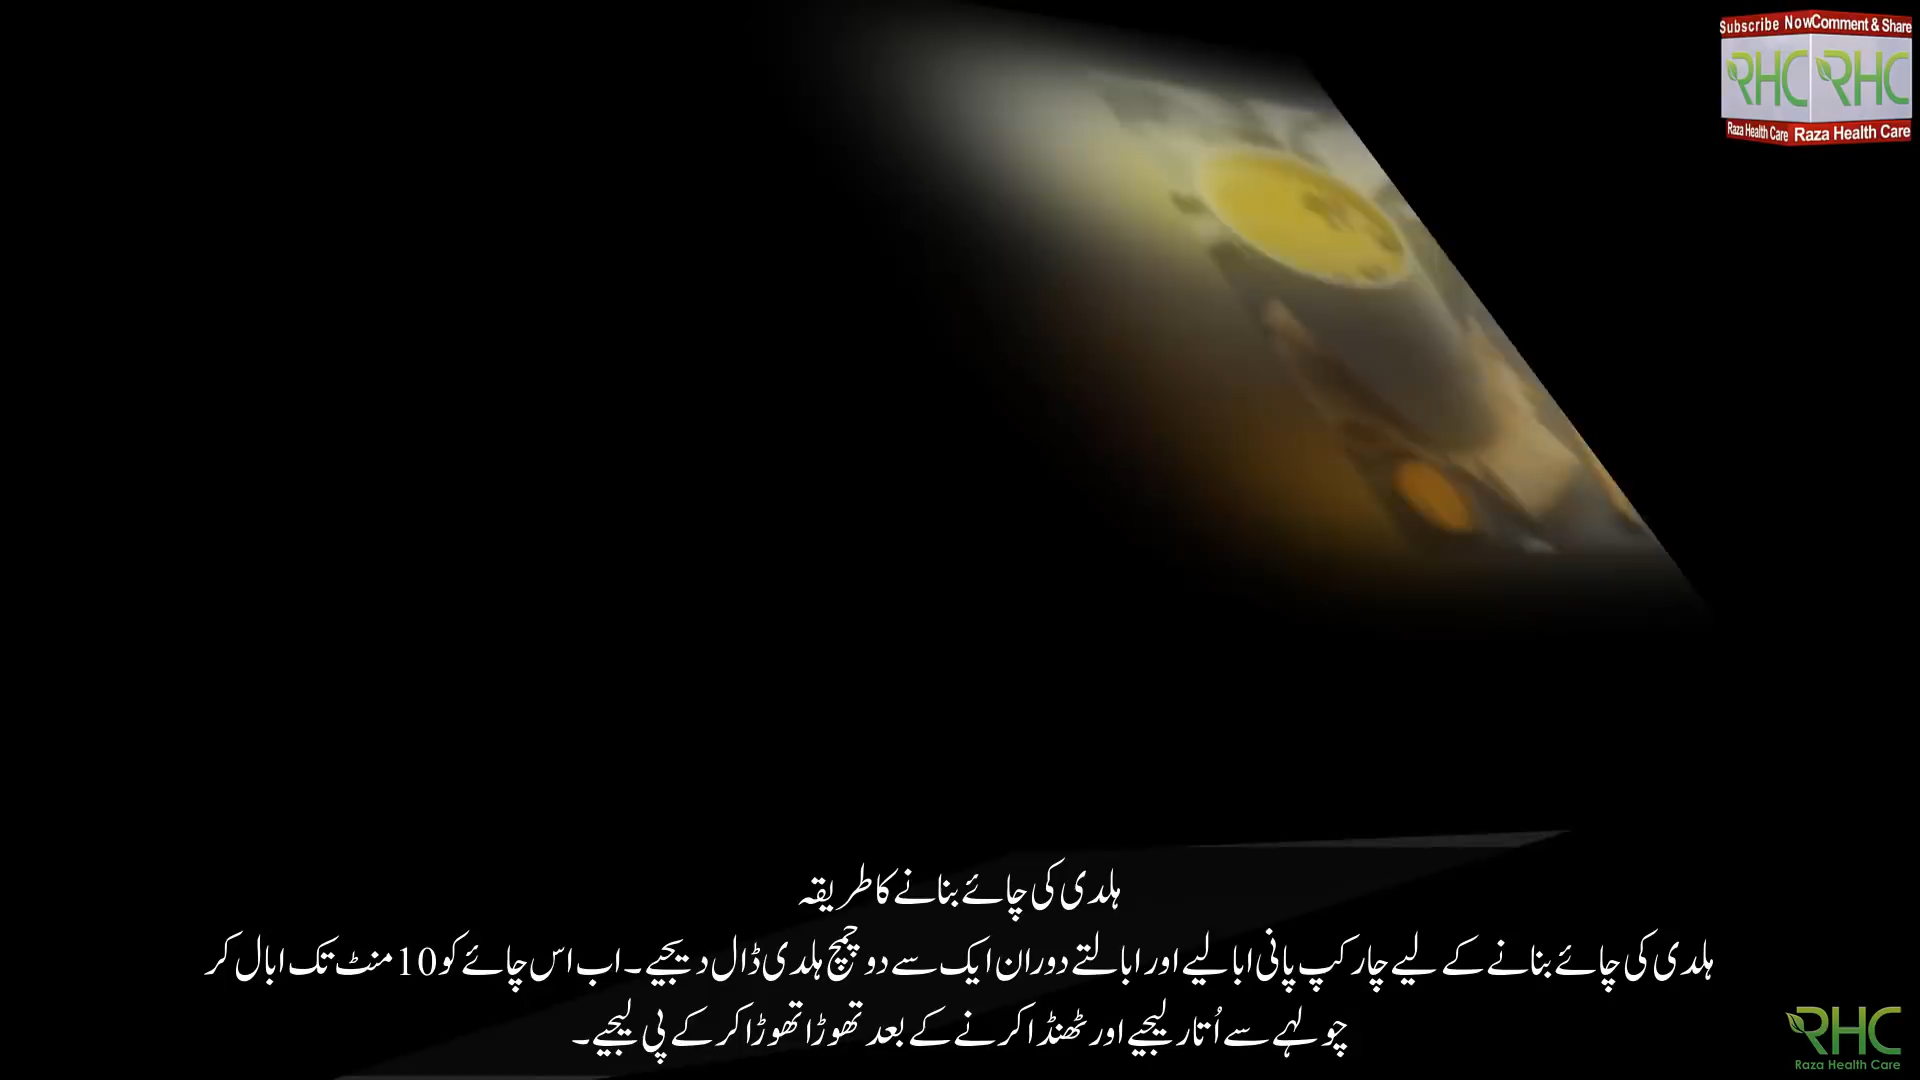 Subscribe Now Comment & Share
RHC RHC
Raza Health Care Raza Health Care
ہلدی کی چائے بنانے کا طریقہ
ہلدی کی چائے بنانے کے لیے چار کپ پانی ابالیے اور ابالتے دوران ایک سے دو چمچ ہلدی ڈال دیجیے۔ اب اس چائے کو 10 منٹ تک ابال کر
چولہے سے اُتار لیجیے اور ٹھنڈا کرنے کے بعد تھوڑا تھوڑا کر کے پی لیجیے۔
RHC
Raza Health Care